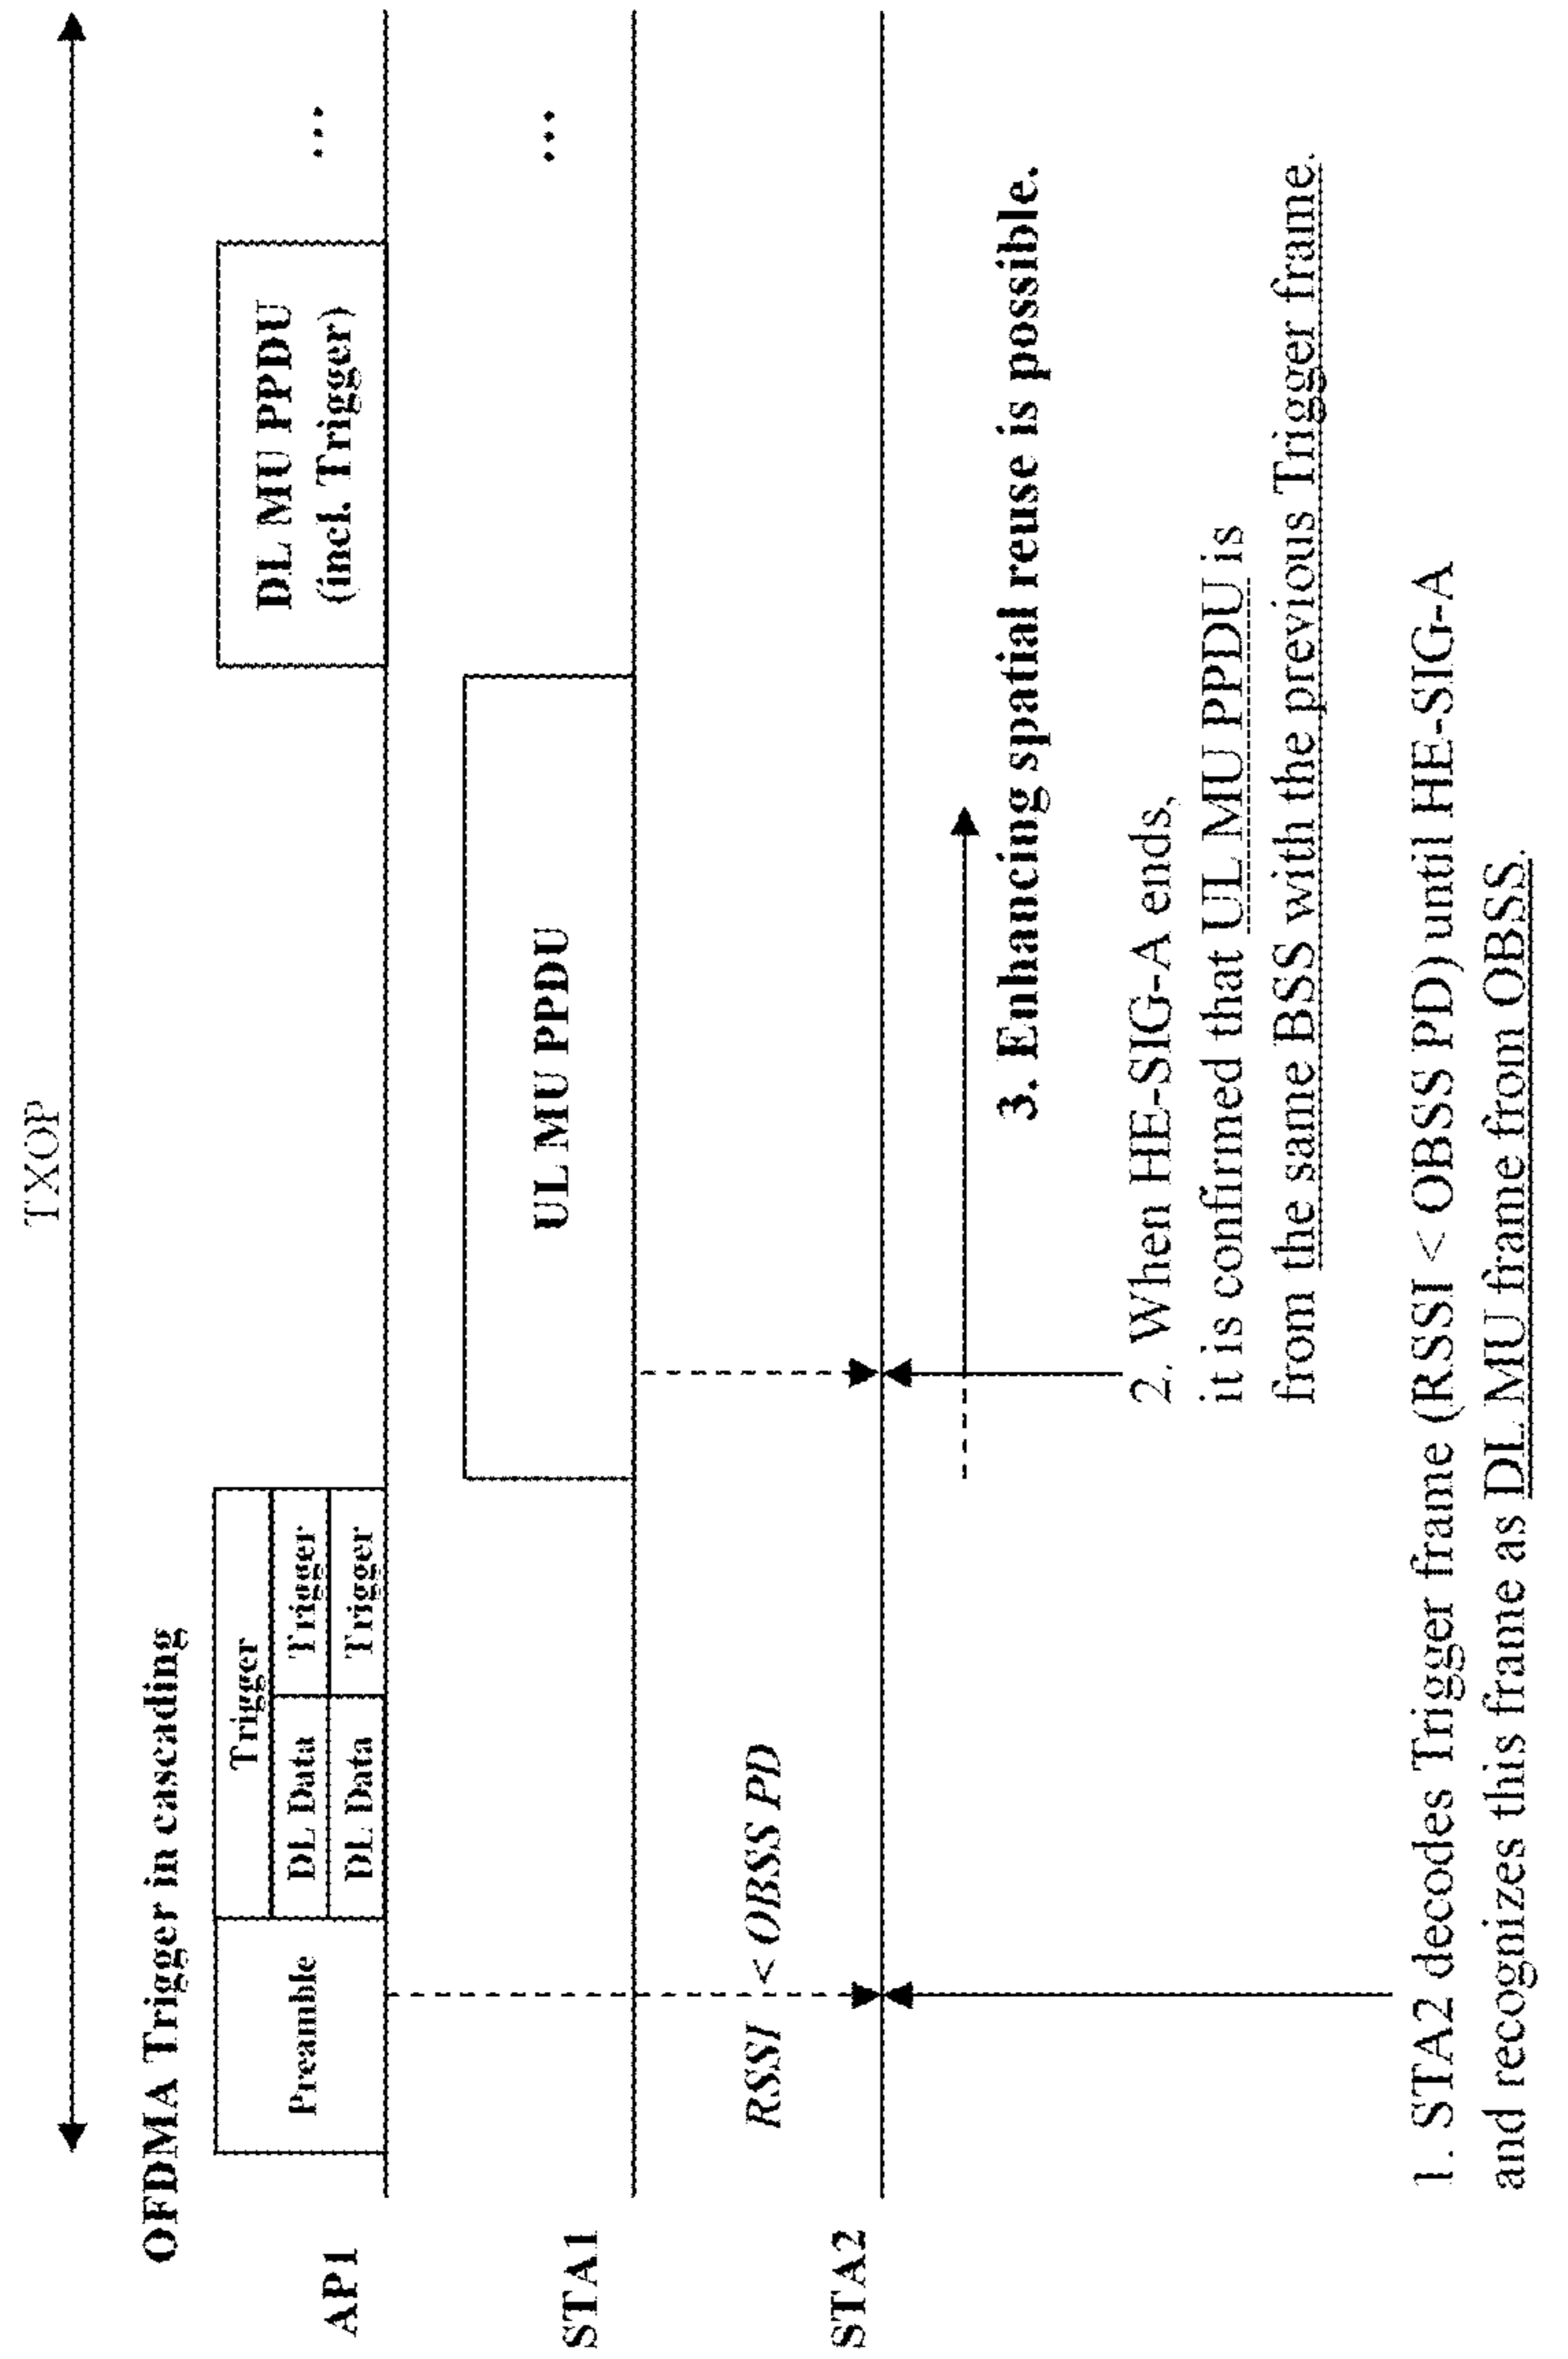 TXOP
OFDMA Trigger in cascading
AP1
Preamble
Trigger
DL Data
Trigger
DL Data
Trigger
DL MU PPDU
(incl. Trigger)
...
STA1
UL MU PPDU
...
RSSI < OBSS PD
STA2
3. Enhancing spatial reuse is possible.
2. When HE-SIG-A ends,
it is confirmed that UL MU PPDU is
from the same BSS with the previous Trigger frame.
1. STA2 decodes Trigger frame (RSSI < OBSS PD) until HE-SIG-A
and recognizes this frame as DL MU frame from OBSS.